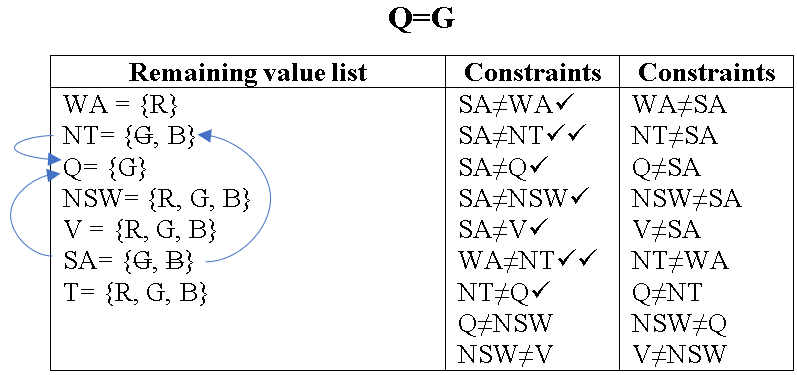 Q=G
Remaining value list Constraints Constraints
WA = {R} SA≠WA✓ WA≠SA
NT= {G̶, B} SA≠NT✓✓ NT≠SA
Q= {G} SA≠Q✓ Q≠SA
NSW= {R, G, B} SA≠NSW✓ NSW≠SA
V = {R, G, B} SA≠V✓ V≠SA
SA= {G̶, B̶} WA≠NT✓✓ NT≠WA
T= {R, G, B} NT≠Q✓ Q≠NT
Q≠NSW NSW≠Q
NSW≠V V≠NSW